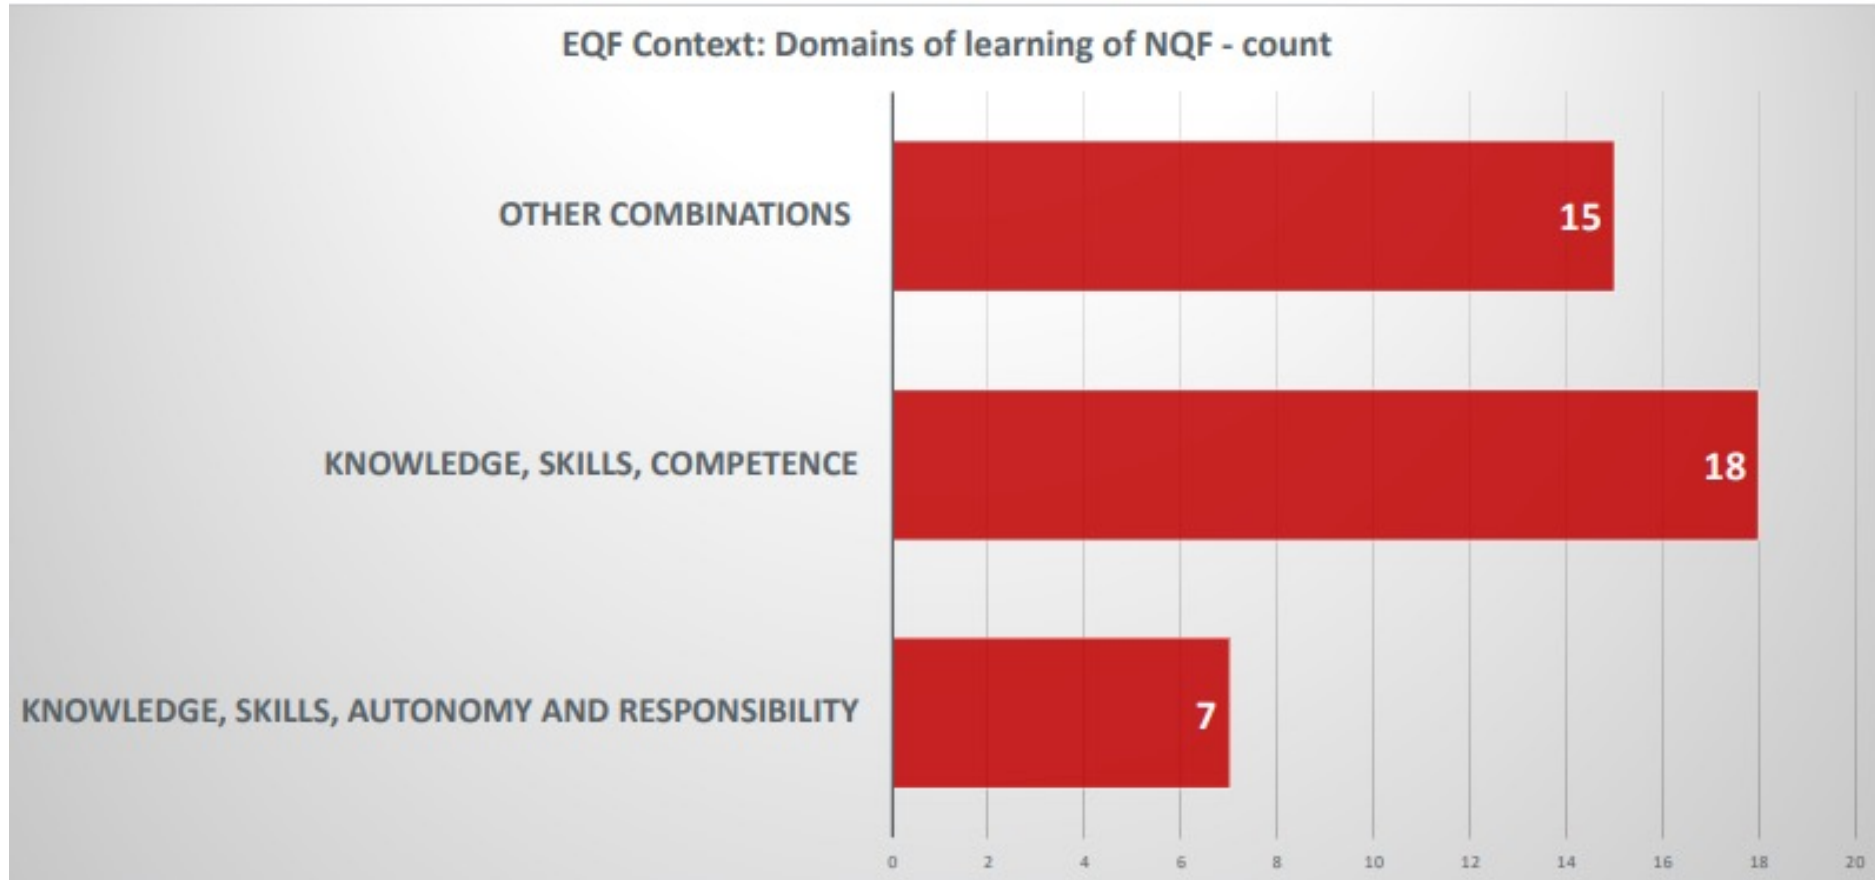 EQF Context: Domains of learning of NQF - count
OTHER COMBINATIONS
15
KNOWLEDGE, SKILLS, COMPETENCE
18
KNOWLEDGE, SKILLS, AUTONOMY AND RESPONSIBILITY
7
0 2 4 6 8 10 12 14 16 18 20